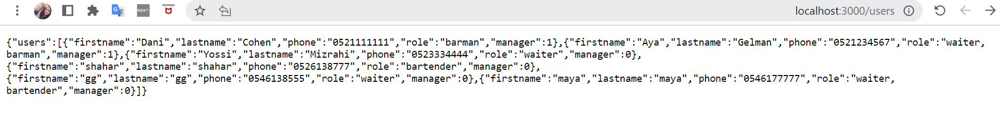 NEXT.
localhost:3000/users
{"users":[{"firstname":"Dani","lastname":"Cohen","phone":"0521111111","role":"barman","manager":1},{"firstname":"Aya","lastname":"Gelman","phone":"0521234567","role":"waiter,
barman","manager":1},{"firstname":"Yossi","lastname":"Mizrahi","phone":"0523334444","role":"waiter","manager":0},
{"firstname":"shahar","lastname":"shahar","phone":"0526138777","role":"bartender","manager":0},
{"firstname":"gg","lastname":"gg","phone":"0546138555","role":"waiter","manager":0},{"firstname":"maya","lastname":"maya","phone":"0546177777","role":"waiter,
bartender","manager":0}]}